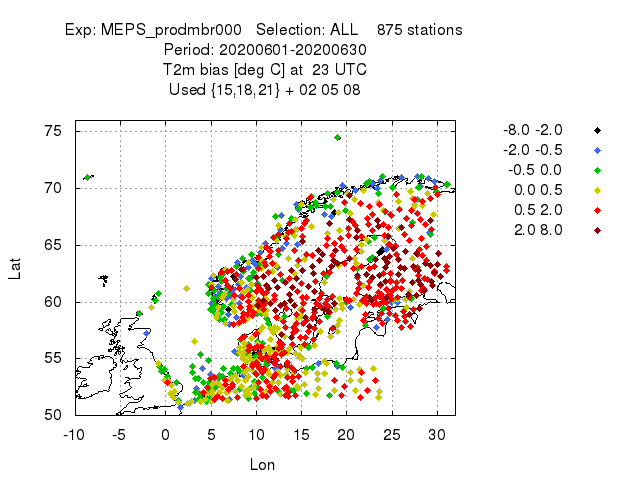 Exp: MEPS_prodmbr000 Selection: ALL 875 stations
Period: 20200601-20200630
T2m bias [deg C] at 23 UTC
Used {15,18,21} + 02 05 08
75
70
65
60
55
50
Lat
-10 -5 0 5 10 15 20 25 30
Lon
-8.0 -2.0
-2.0 -0.5
-0.5 0.0
0.0 0.5
0.5 2.0
2.0 8.0